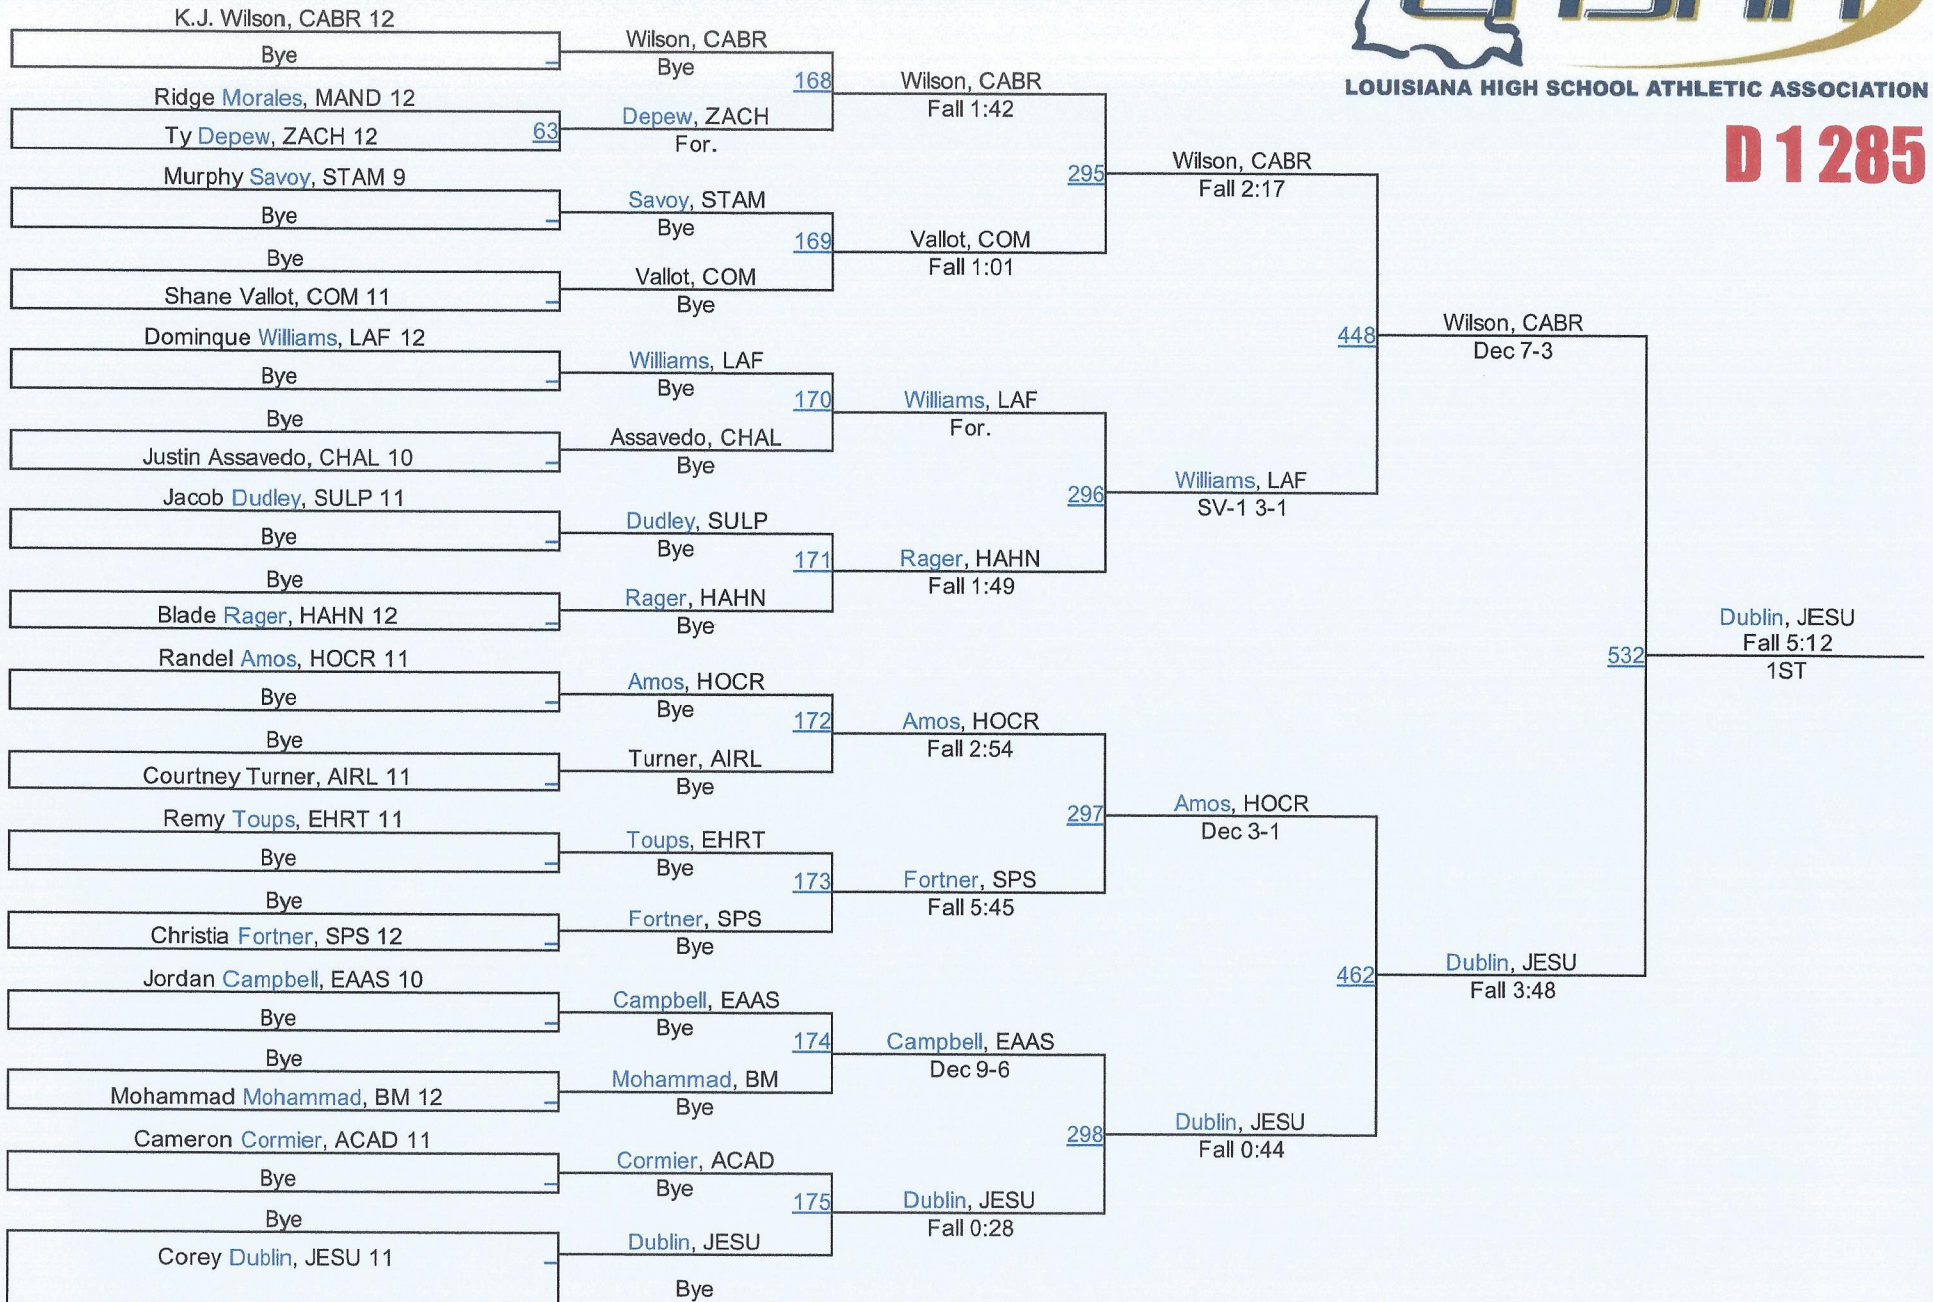 LOUISIANA HIGH SCHOOL ATHLETIC ASSOCIATION
D 1 285
K.J. Wilson, CABR 12
Bye
Ridge Morales, MAND 12
Ty Depew, ZACH 12
63
Murphy Savoy, STAM 9
Bye
Bye
Shane Vallot, COM 11
Dominque Williams, LAF 12
Bye
Bye
Justin Assavedo, CHAL 10
Jacob Dudley, SULP 11
Bye
Bye
Blade Rager, HAHN 12
Randel Amos, HOCR 11
Bye
Bye
Courtney Turner, AIRL 11
Remy Toups, EHRT 11
Bye
Bye
Christia Fortner, SPS 12
Jordan Campbell, EAAS 10
Bye
Bye
Mohammad Mohammad, BM 12
Cameron Cormier, ACAD 11
Bye
Bye
Corey Dublin, JESU 11
Wilson, CABR
Bye
168
Depew, ZACH
For.
Savoy, STAM
Bye
169
Vallot, COM
Bye
Williams, LAF
Bye
170
Assavedo, CHAL
Bye
Dudley, SULP
Bye
171
Rager, HAHN
Bye
Amos, HOCR
Bye
172
Turner, AIRL
Bye
Toups, EHRT
Bye
173
Fortner, SPS
Bye
Campbell, EAAS
Bye
174
Mohammad, BM
Bye
Cormier, ACAD
Bye
175
Dublin, JESU
Bye
Wilson, CABR
Fall 1:42
295
Vallot, COM
Fall 1:01
Williams, LAF
For.
296
Rager, HAHN
Fall 1:49
Amos, HOCR
Fall 2:54
297
Fortner, SPS
Fall 5:45
Campbell, EAAS
Dec 9-6
298
Dublin, JESU
Fall 0:28
Wilson, CABR
Fall 2:17
448
Williams, LAF
SV-1 3-1
Amos, HOCR
Dec 3-1
462
Dublin, JESU
Fall 0:44
Wilson, CABR
Dec 7-3
532
Dublin, JESU
Fall 3:48
Dublin, JESU
Fall 5:12
1ST